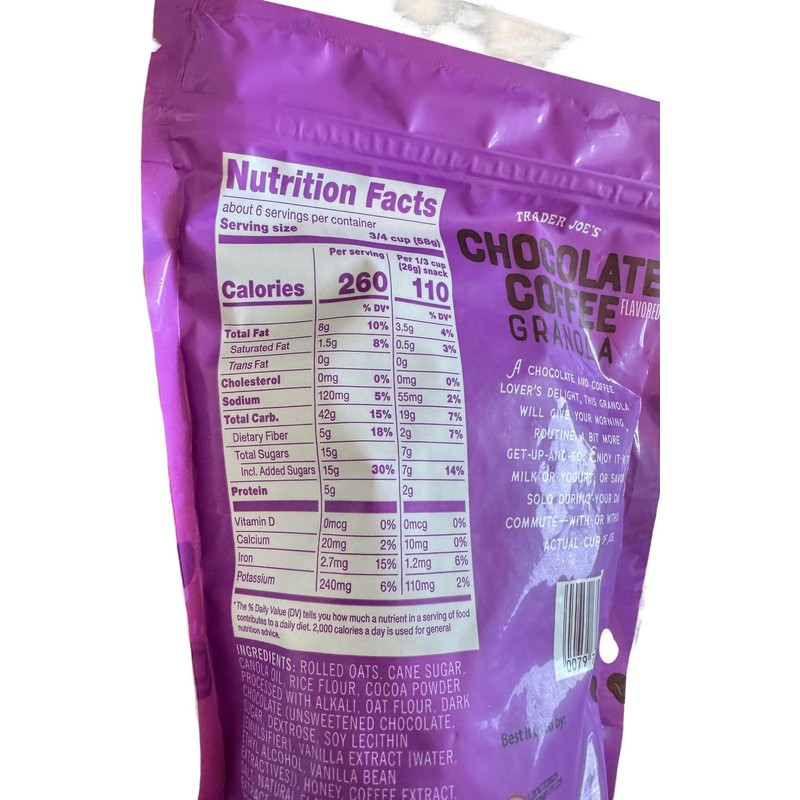 Nutrition Facts
about 6 servings per container
Serving size 3/4 cup (58g)
Per serving Per 1/3 cup (26g) snack
Calories 260 110
% DV* % DV*
Total Fat 8g 10% 3.5g 4%
Saturated Fat 1.5g 8% 0.5g 3%
Trans Fat 0g 0g
Cholesterol 0mg 0% 0mg 0%
Sodium 120mg 5% 55mg 2%
Total Carb. 42g 15% 19g 7%
Dietary Fiber 5g 18% 2g 7%
Total Sugars 15g 7g
Incl. Added Sugars 15g 30% 7g 14%
Protein 5g 2g
Vitamin D 0mcg 0% 0mcg 0%
Calcium 20mg 2% 10mg 0%
Iron 2.7mg 15% 1.2mg 6%
Potassium 240mg 6% 110mg 2%
*The % Daily Value (DV) tells you how much a nutrient in a serving of food
contributes to a daily diet. 2,000 calories a day is used for general
nutrition advice.
INGREDIENTS: ROLLED OATS, CANE SUGAR,
CANOLA OIL, RICE FLOUR, COCOA POWDER
PROCESSED WITH ALKALI, OAT FLOUR, DARK
CHOCOLATE (UNSWEETENED CHOCOLATE,
DEXTROSE, SOY LECITHIN
VANILLA EXTRACT [WATER,
ALCOHOL, VANILLA BEAN
HONEY, COFFEE EXTRACT,
NATURAL
TRADER JOE'S
CHOCOLATE
COFFEE FLAVORED
GRANOLA
A CHOCOLATE AND COFFEE
LOVER'S DELIGHT, THIS GRANOLA
WILL GIVE YOUR MORNING
ROUTINE A BIT MORE
GET-UP-AND-GO. ENJOY IT
MILK OR YOGURT, OR
SOLO DURING YOUR
COMMUTE—WITH OR
ACTUAL CUP OF JOE
0079
Best if by: